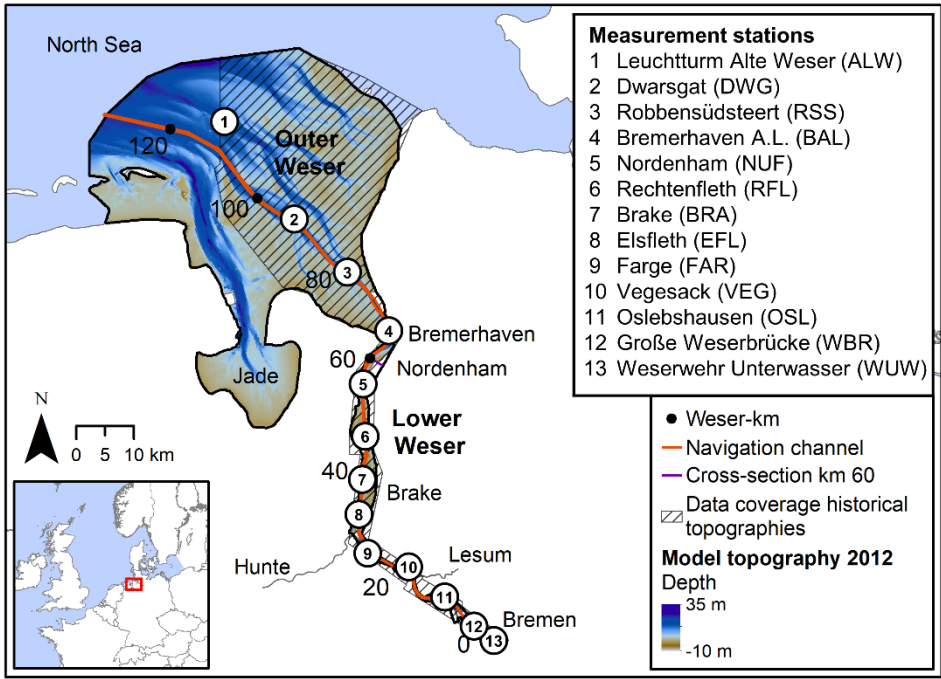 North Sea
120
1
Outer
Weser
100
2
80
3
4
Bremerhaven
60
Nordenham
5
Jade
Lower
Weser
6
40
7
Brake
8
9
Hunte
10
Lesum
20
11
Bremen
12
0
13
N
0 5 10 km
Measurement stations
1 Leuchtturm Alte Weser (ALW)
2 Dwarsgat (DWG)
3 Robbensüdsteert (RSS)
4 Bremerhaven A.L. (BAL)
5 Nordenham (NUF)
6 Rechtenfleth (RFL)
7 Brake (BRA)
8 Elsfleth (EFL)
9 Farge (FAR)
10 Vegesack (VEG)
11 Oslebshausen (OSL)
12 Große Weserbrücke (WBR)
13 Weserwehr Unterwasser (WUW)
Weser-km
Navigation channel
Cross-section km 60
Data coverage historical
topographies
Model topography 2012
Depth
35 m
-10 m